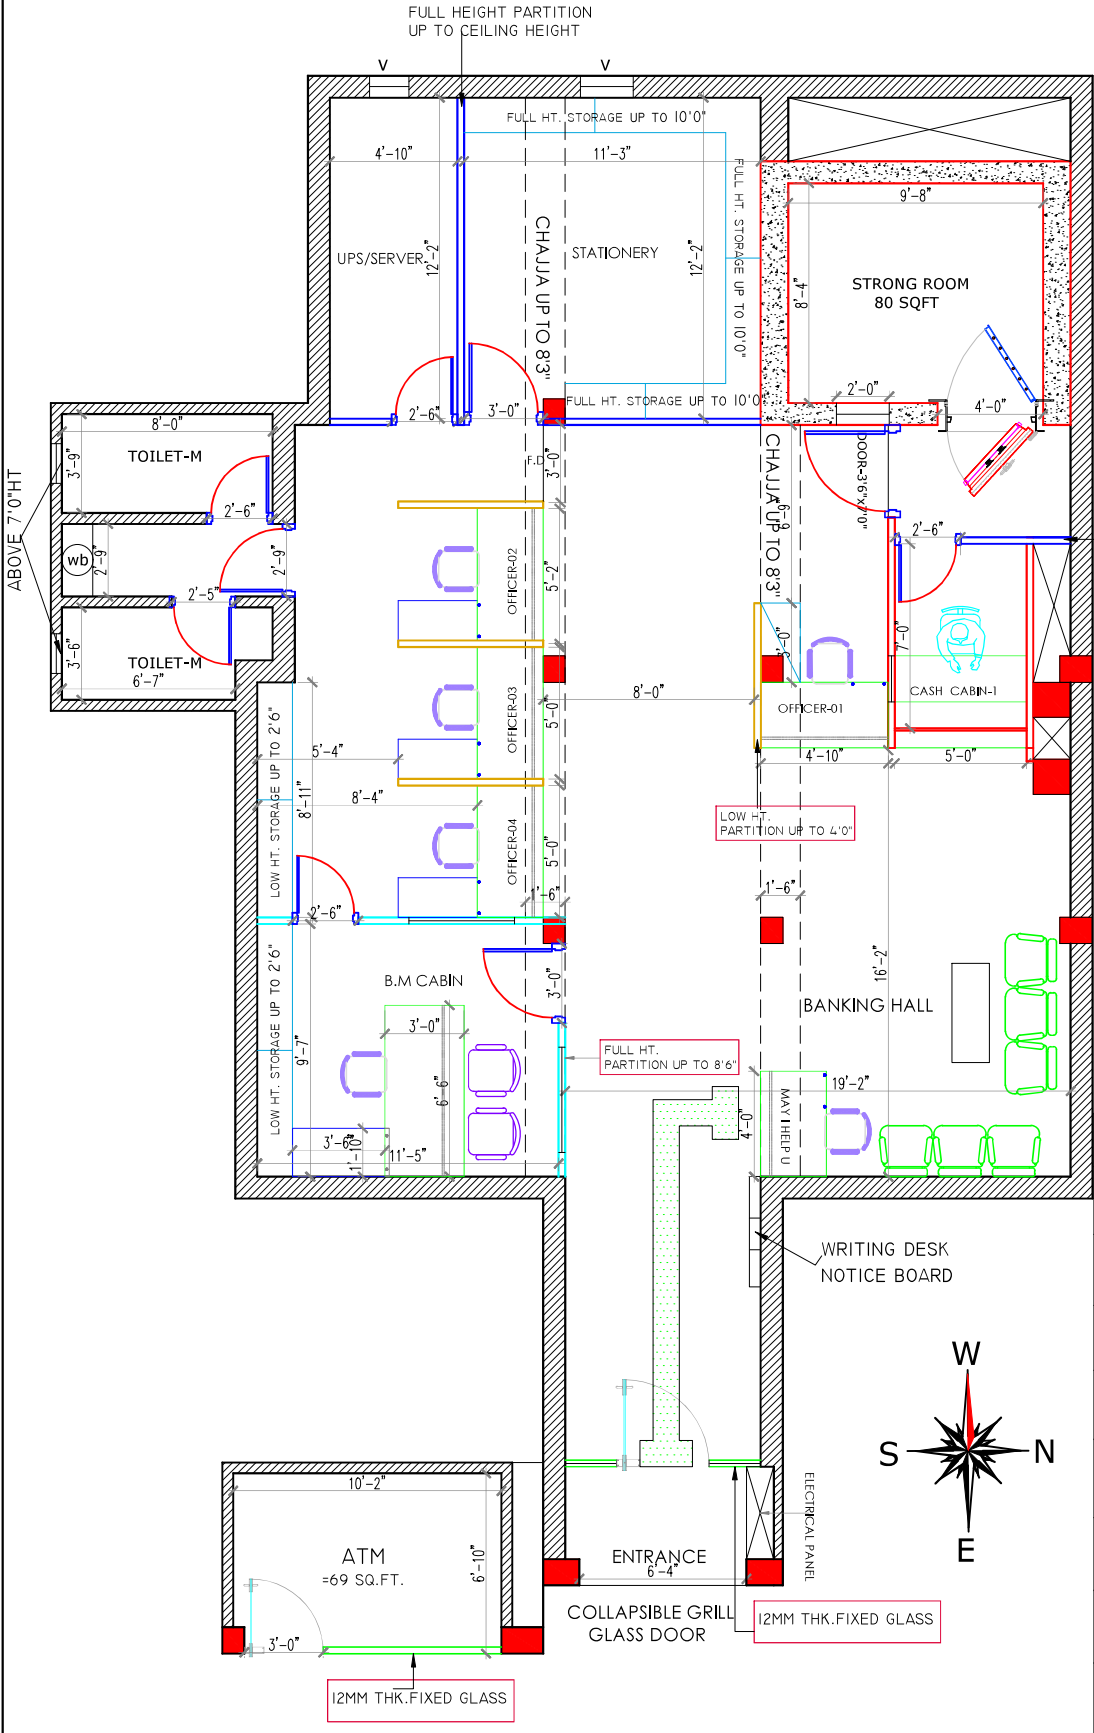 FULL HEIGHT PARTITION
UP TO CEILING HEIGHT
V
V
FULL HT. STORAGE UP TO 10'0"
4'-10"
11'-3"
12'-2"
UPS/SERVER
CHAJJA UP TO 8'3"
STATIONERY
12'-2"
FULL HT. STORAGE UP TO 10'0"
9'-8"
8'-4"
STRONG ROOM
80 SQFT
2'-0"
4'-0"
2'-6"
3'-0"
FULL HT. STORAGE UP TO 10'0"
ABOVE 7'0"HT
8'-0"
3'-9"
TOILET-M
2'-6"
wb
2'-9"
2'-9"
2'-5"
3'-6"
TOILET-M
6'-7"
F.D
3'-0"
CHAJJA UP TO 8'3"
6'-9"
DOOR-3'6"x7'0"
2'-6"
OFFICER-02
5'-2"
3'-0"
7'-0"
CASH CABIN-1
OFFICER-01
8'-0"
4'-10"
5'-0"
OFFICER-03
5'-0"
5'-4"
8'-4"
LOW HT. STORAGE UP TO 2'6"
8'-11"
LOW HT.
PARTITION UP TO 4'0"
OFFICER-04
5'-0"
1'-6"
1'-6"
2'-6"
LOW HT. STORAGE UP TO 2'6"
B.M CABIN
3'-0"
16'-2"
BANKING HALL
3'-0"
9'-7"
6'-6"
FULL HT.
PARTITION UP TO 8'6"
19'-2"
4'-0"
MAY I HELP U
3'-6"
1'-10"
11'-5"
WRITING DESK
NOTICE BOARD
W
S
N
E
ELECTRICAL PANEL
10'-2"
6'-10"
ATM
=69 SQ.FT.
3'-0"
12MM THK.FIXED GLASS
ENTRANCE
6'-4"
COLLAPSIBLE GRILL
GLASS DOOR
12MM THK.FIXED GLASS